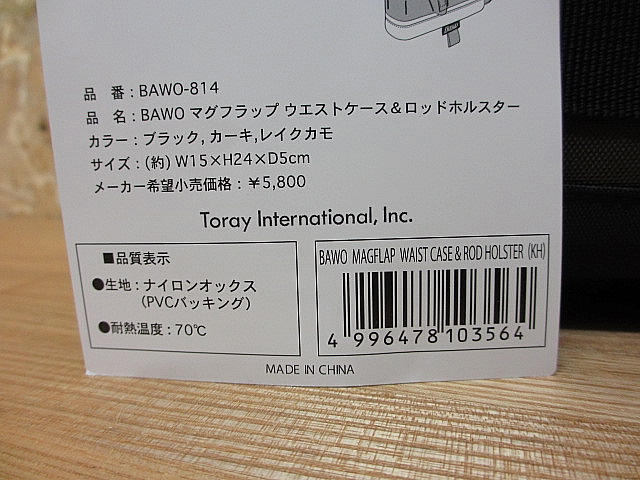 品　番：BAWO-814
品　名：BAWO マグフラップ ウエストケース＆ロッドホルスター
カラー：ブラック, カーキ,レイクカモ
サイズ：(約) W15×H24×D5cm
メーカー希望小売価格：￥5,800
Toray International, Inc.
■品質表示
●生地：ナイロンオックス
(PVCバッキング)
●耐熱温度：70℃
BAWO MAGFLAP WAIST CASE & ROD HOLSTER (KH)
4 996478 103564
MADE IN CHINA